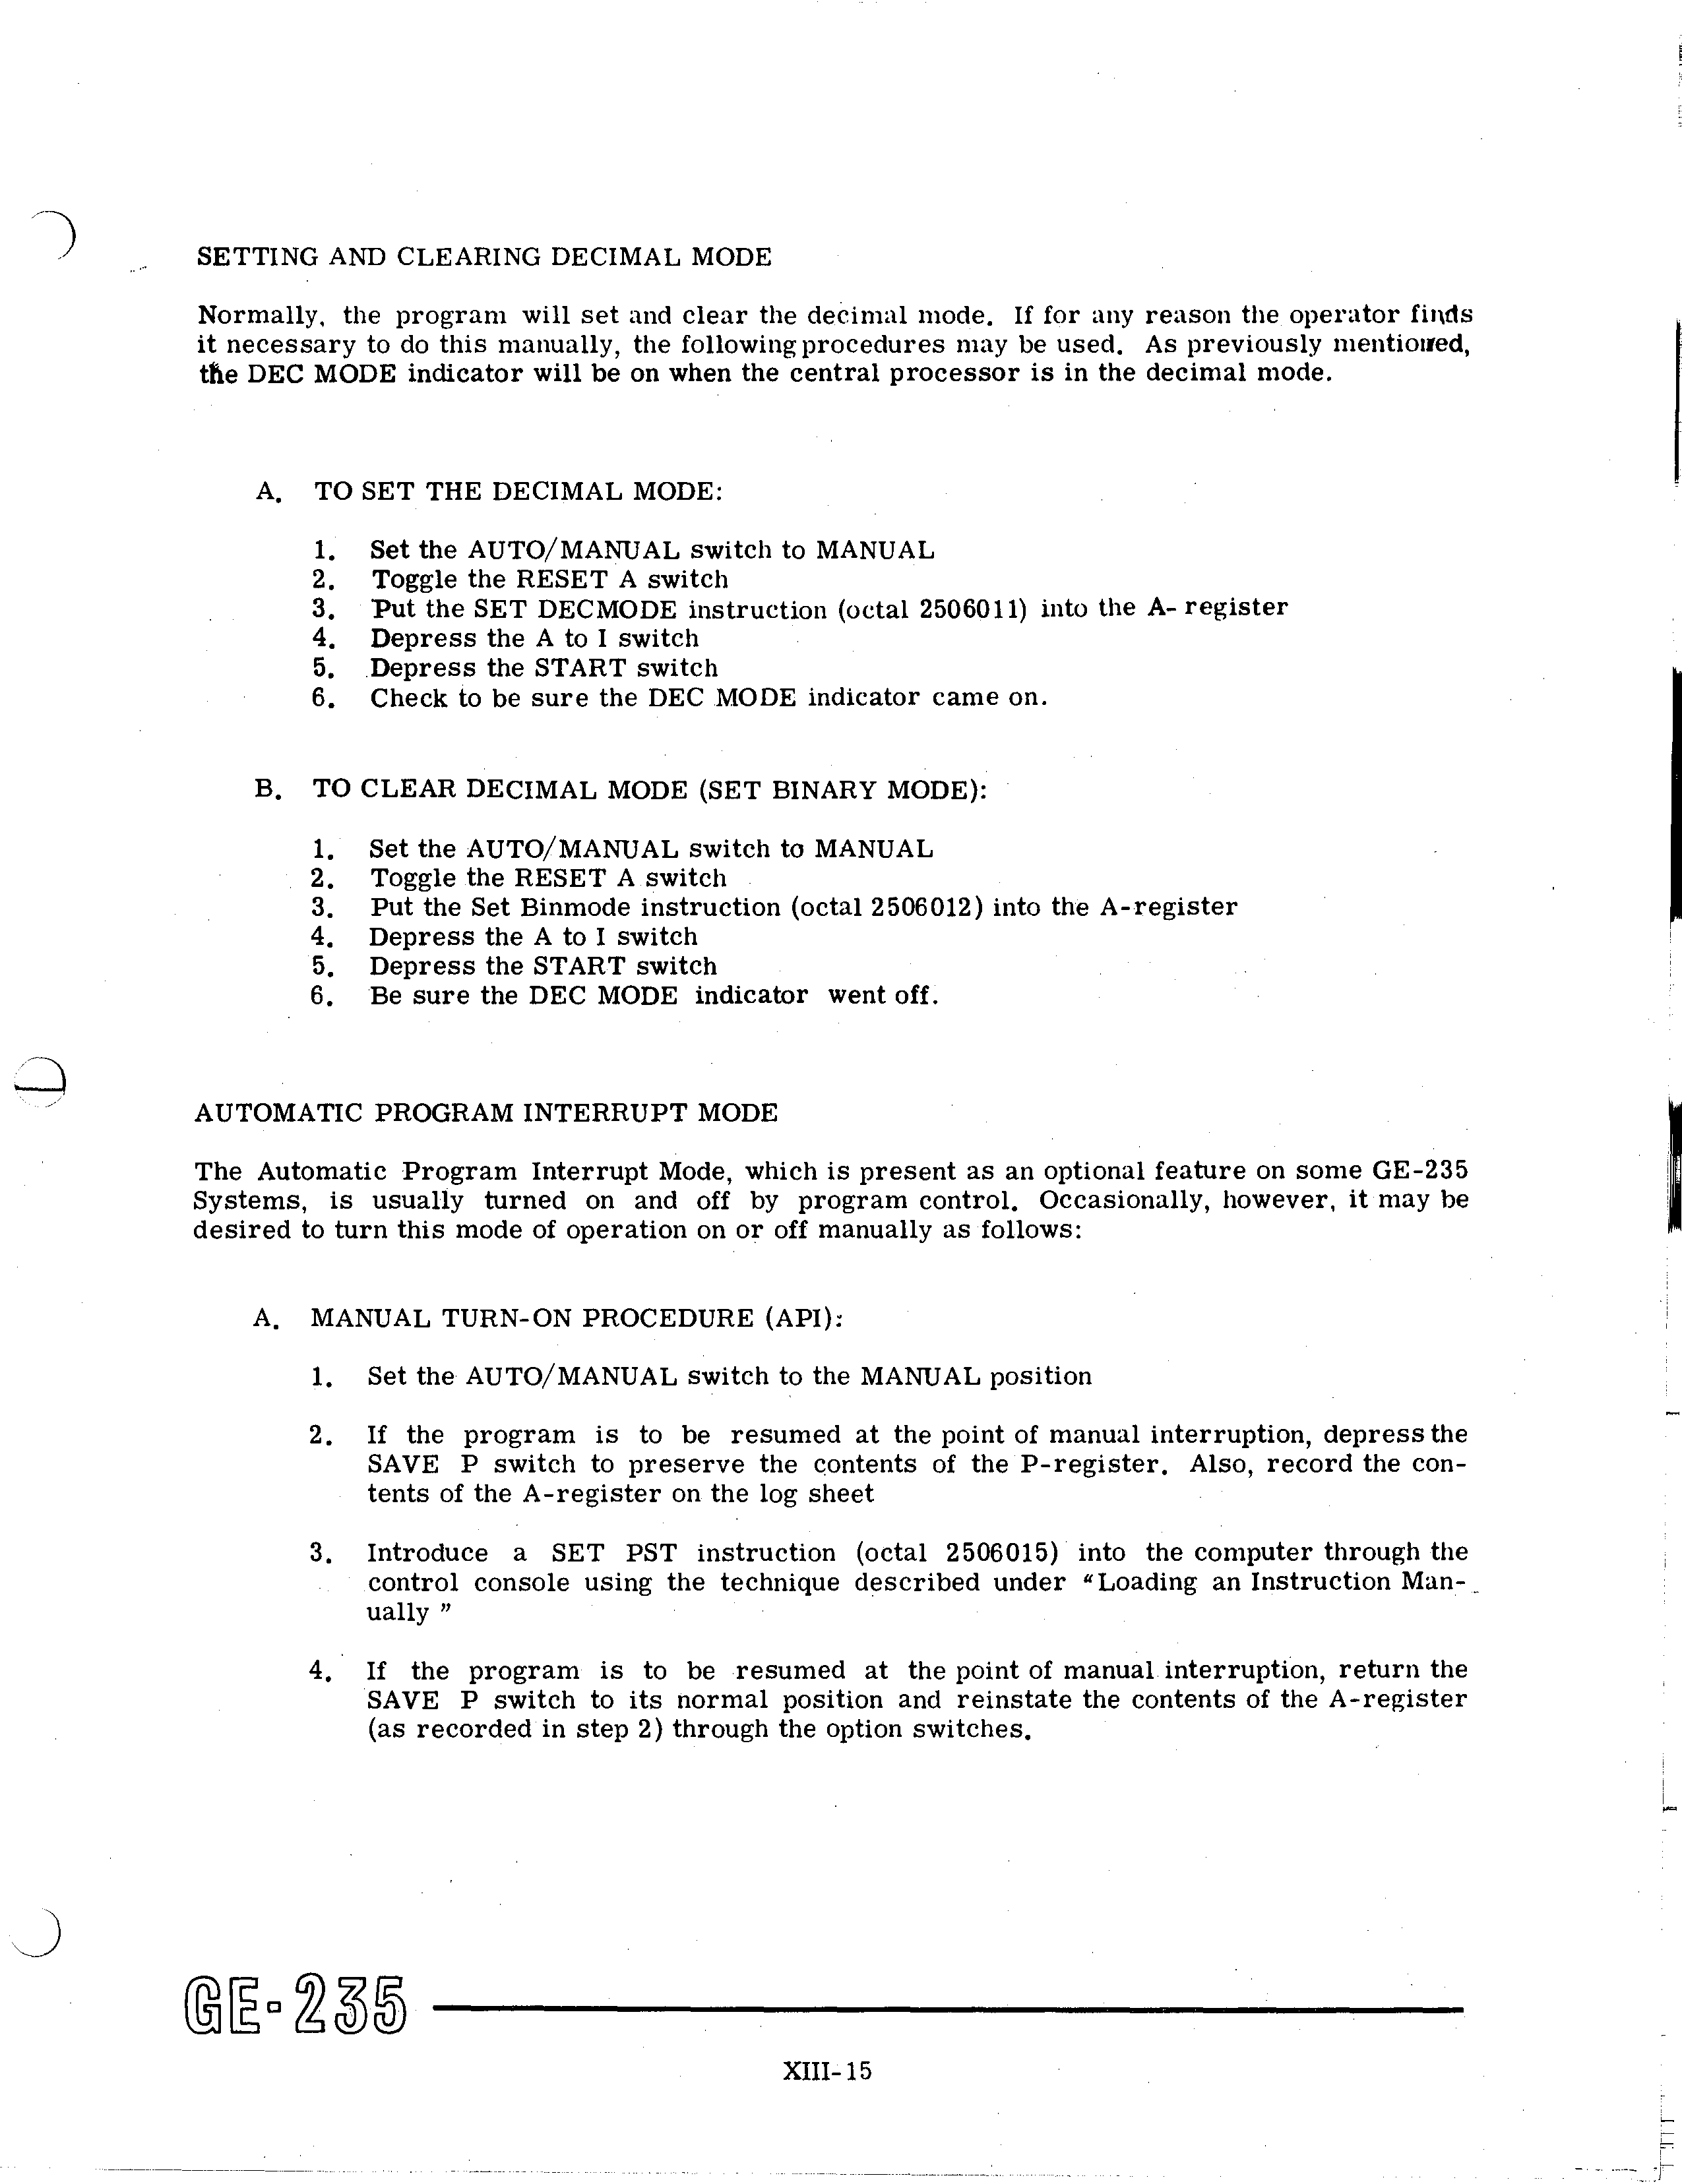 SETTING AND CLEARING DECIMAL MODE
Normally, the program will set and clear the decimal mode. If for any reason the operator finds
it necessary to do this manually, the following procedures may be used. As previously mentioned,
the DEC MODE indicator will be on when the central processor is in the decimal mode.
A. TO SET THE DECIMAL MODE:
1. Set the AUTO/MANUAL switch to MANUAL
2. Toggle the RESET A switch
3. Put the SET DECMODE instruction (octal 2506011) into the A- register
4. Depress the A to I switch
5. Depress the START switch
6. Check to be sure the DEC MODE indicator came on.
B. TO CLEAR DECIMAL MODE (SET BINARY MODE):
1. Set the AUTO/MANUAL switch to MANUAL
2. Toggle the RESET A switch
3. Put the Set Binmode instruction (octal 2506012) into the A-register
4. Depress the A to I switch
5. Depress the START switch
6. Be sure the DEC MODE indicator went off.
AUTOMATIC PROGRAM INTERRUPT MODE
The Automatic Program Interrupt Mode, which is present as an optional feature on some GE-235
Systems, is usually turned on and off by program control. Occasionally, however, it may be
desired to turn this mode of operation on or off manually as follows:
A. MANUAL TURN-ON PROCEDURE (API):
1. Set the AUTO/MANUAL switch to the MANUAL position
2. If the program is to be resumed at the point of manual interruption, depress the
SAVE P switch to preserve the contents of the P-register. Also, record the con-
tents of the A-register on the log sheet
3. Introduce a SET PST instruction (octal 2506015) into the computer through the
control console using the technique described under “Loading an Instruction Man-
ually ”
4. If the program is to be resumed at the point of manual interruption, return the
SAVE P switch to its normal position and reinstate the contents of the A-register
(as recorded in step 2) through the option switches.
GE-235
XIII-15